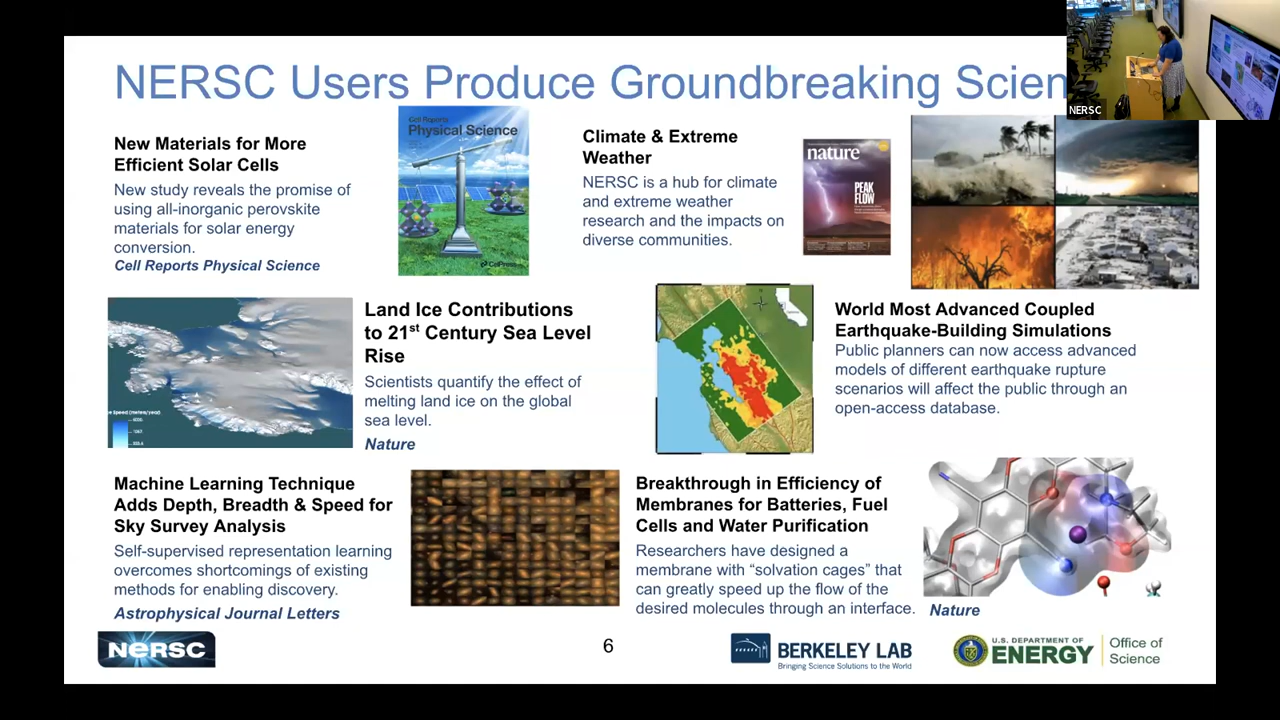 NERSC Users Produce Groundbreaking Scien
NERSC
New Materials for More
Efficient Solar Cells
New study reveals the promise of
using all-inorganic perovskite
materials for solar energy
conversion.
Cell Reports Physical Science
Cell Reports
Physical Science
CelPress
Climate & Extreme
Weather
NERSC is a hub for climate
and extreme weather
research and the impacts on
diverse communities.
nature
PEAK
FLOW
Land Ice Contributions
to 21st Century Sea Level
Rise
Scientists quantify the effect of
melting land ice on the global
sea level.
Nature
e Speed (metres/year)
World Most Advanced Coupled
Earthquake-Building Simulations
Public planners can now access advanced
models of different earthquake rupture
scenarios will affect the public through an
open-access database.
Machine Learning Technique
Adds Depth, Breadth & Speed for
Sky Survey Analysis
Self-supervised representation learning
overcomes shortcomings of existing
methods for enabling discovery.
Astrophysical Journal Letters
Breakthrough in Efficiency of
Membranes for Batteries, Fuel
Cells and Water Purification
Researchers have designed a
membrane with “solvation cages” that
can greatly speed up the flow of the
desired molecules through an interface.
Nature
NERSC
6
BERKELEY LAB
Bringing Science Solutions to the World
U.S. DEPARTMENT OF
ENERGY
Office of
Science